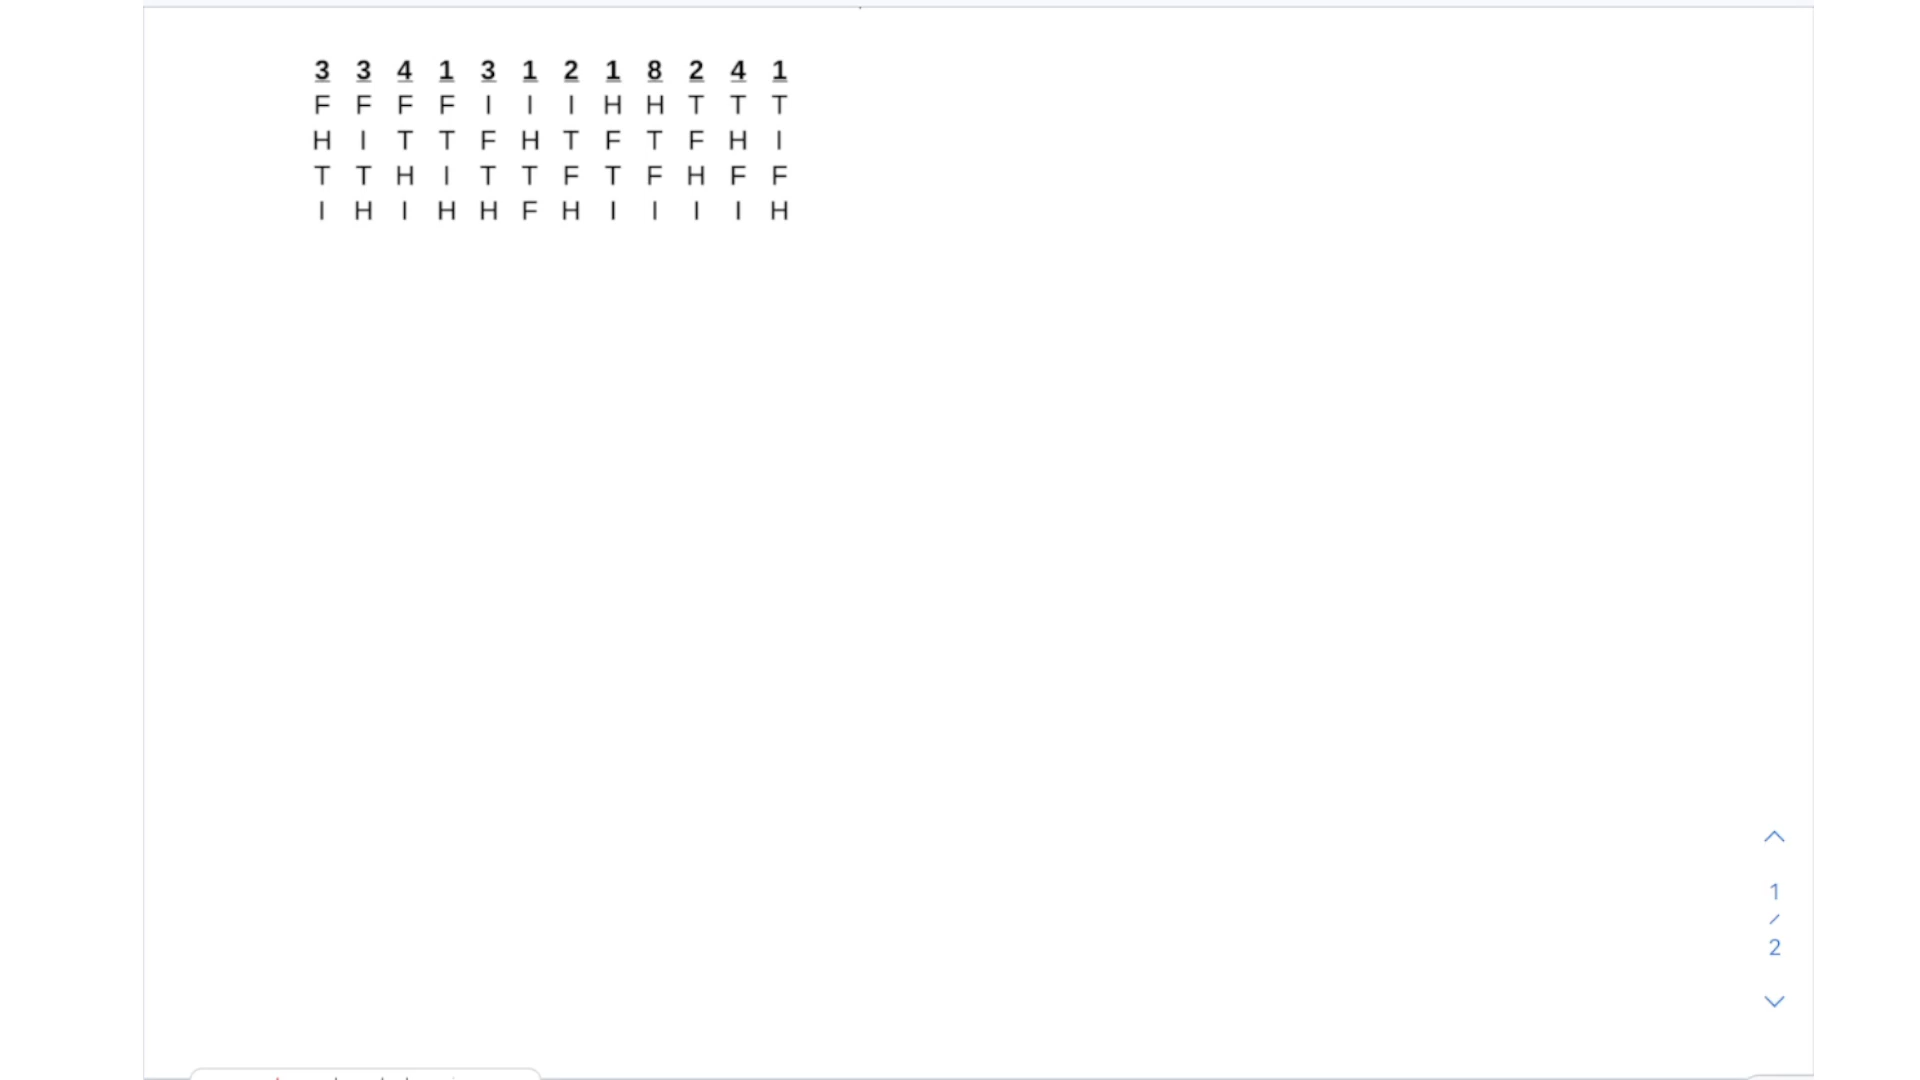 3 3 4 1 3 1 2 1 8 2 4 1
F F F F I I I H H T T T
H I T T F H T F T F H I
T T H I T T F T F H F F
I H I H H F H I I I I H
1
/
2